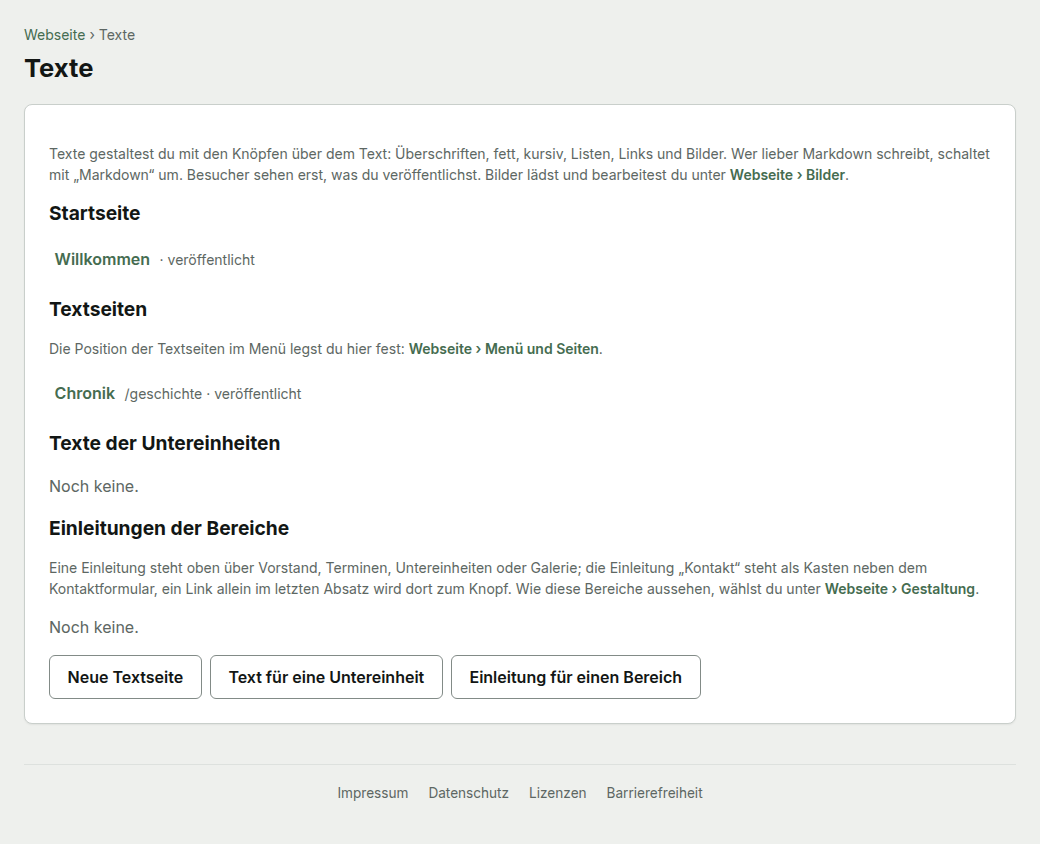 Webseite › Texte
Texte
Texte gestaltest du mit den Knöpfen über dem Text: Überschriften, fett, kursiv, Listen, Links und Bilder. Wer lieber Markdown schreibt, schaltet
mit „Markdown“ um. Besucher sehen erst, was du veröffentlichst. Bilder lädst und bearbeitest du unter Webseite › Bilder.
Startseite
Willkommen · veröffentlicht
Textseiten
Die Position der Textseiten im Menü legst du hier fest: Webseite › Menü und Seiten.
Chronik /geschichte · veröffentlicht
Texte der Untereinheiten
Noch keine.
Einleitungen der Bereiche
Eine Einleitung steht oben über Vorstand, Terminen, Untereinheiten oder Galerie; die Einleitung „Kontakt“ steht als Kasten neben dem
Kontaktformular, ein Link allein im letzten Absatz wird dort zum Knopf. Wie diese Bereiche aussehen, wählst du unter Webseite › Gestaltung.
Noch keine.
Neue Textseite Text für eine Untereinheit Einleitung für einen Bereich
Impressum Datenschutz Lizenzen Barrierefreiheit